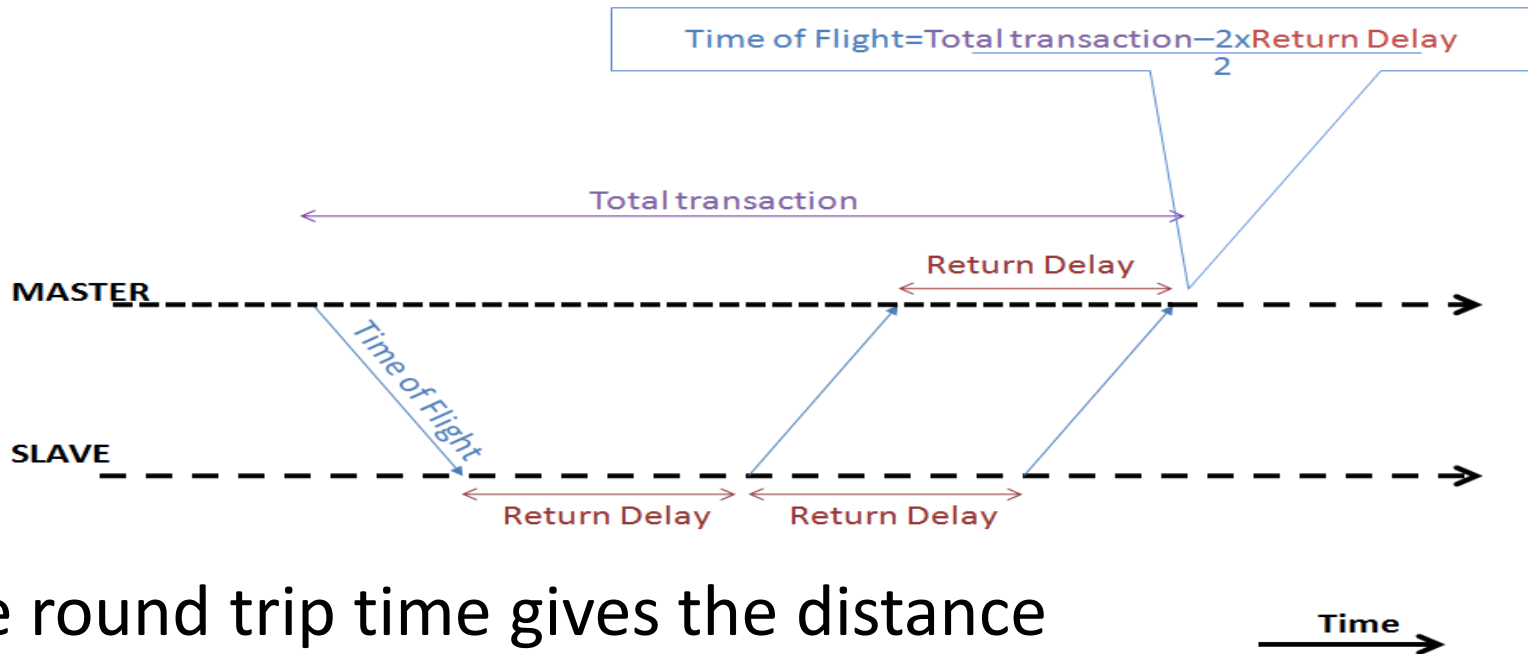 Time of Flight=Total transaction–2xReturn Delay
2
Total transaction
Return Delay
MASTER
Time of Flight
SLAVE
Return Delay
Return Delay
e round trip time gives the distance
Time